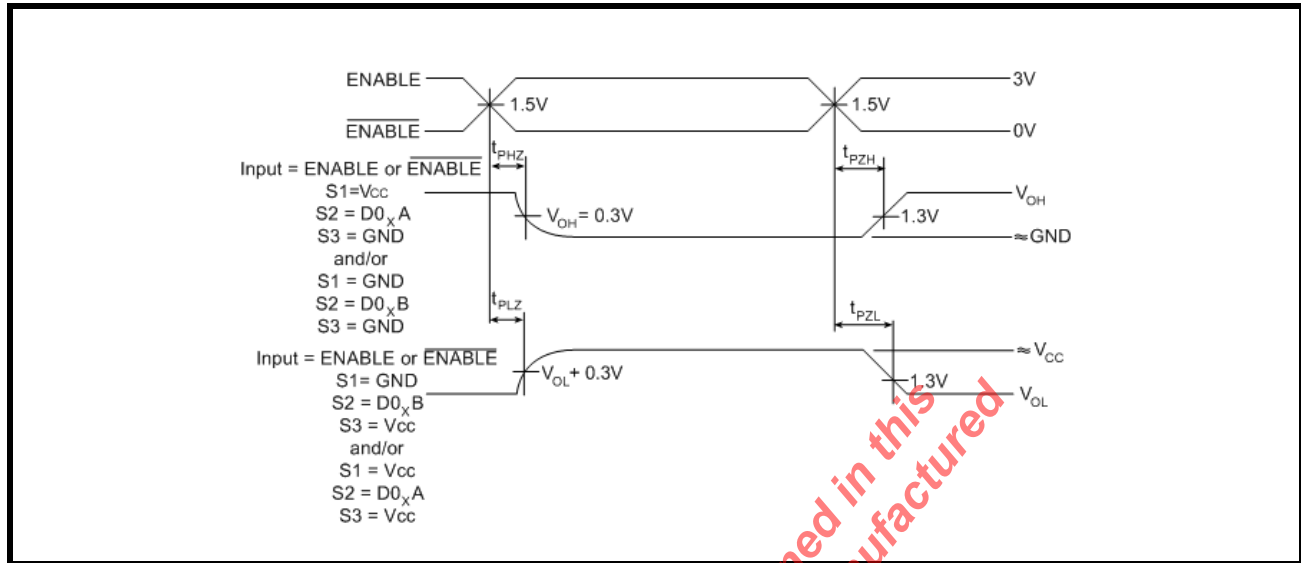 ENABLE
3V
1.5V
1.5V
ENABLE
0V
tPHZ
tPZH
Input = ENABLE or ENABLE
S1=Vcc
VOH
S2 = D0XA
VOH = 0.3V
1.3V
S3 = GND
≈GND
and/or
S1 = GND
S2 = D0XB
tPLZ
tPZL
S3 = GND
Input = ENABLE or ENABLE
≈ VCC
S1= GND
VOL + 0.3V
1.3V
S2 = D0XB
VOL
S3 = Vcc
and/or
S1 = Vcc
S2 = D0XA
S3 = Vcc
in this